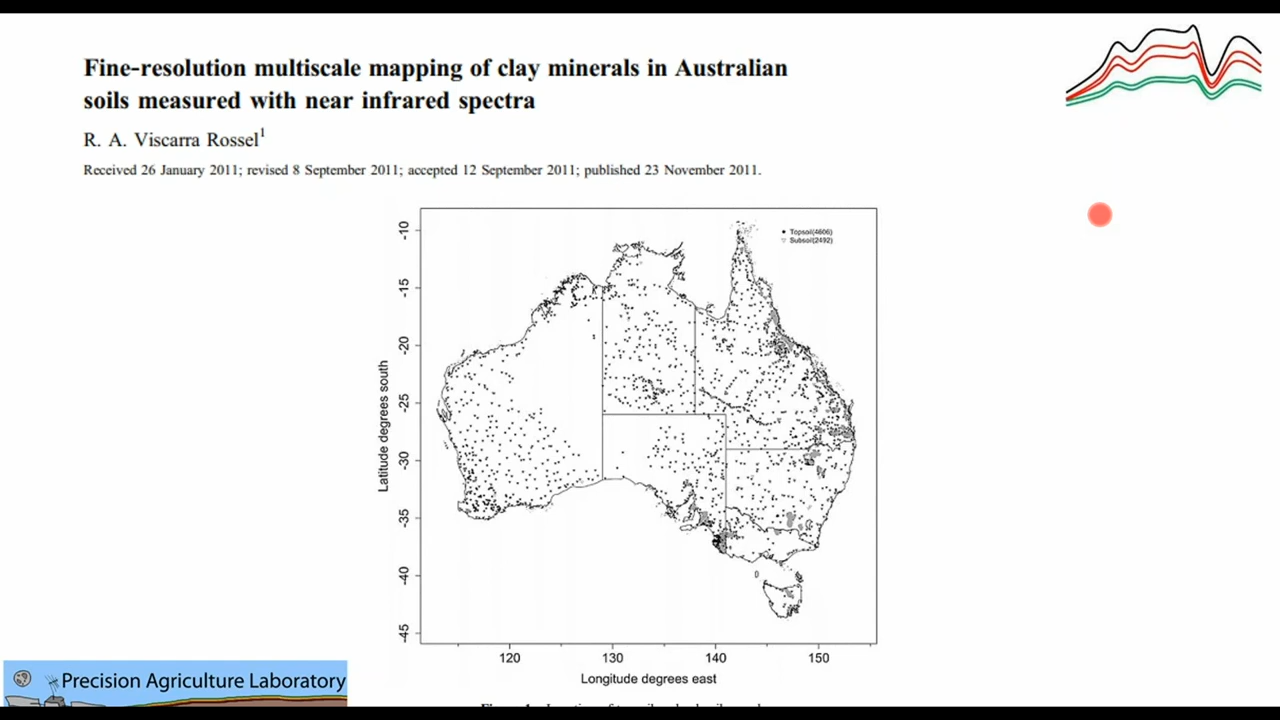 Fine-resolution multiscale mapping of clay minerals in Australian
soils measured with near infrared spectra
R. A. Viscarra Rossel1
Received 26 January 2011; revised 8 September 2011; accepted 12 September 2011; published 23 November 2011.
Topsoil(4606)
Subsoil(2492)
-10
-15
-20
-25
-30
-35
-40
-45
Latitude degrees south
120 130 140 150
Longitude degrees east
Precision Agriculture Laboratory